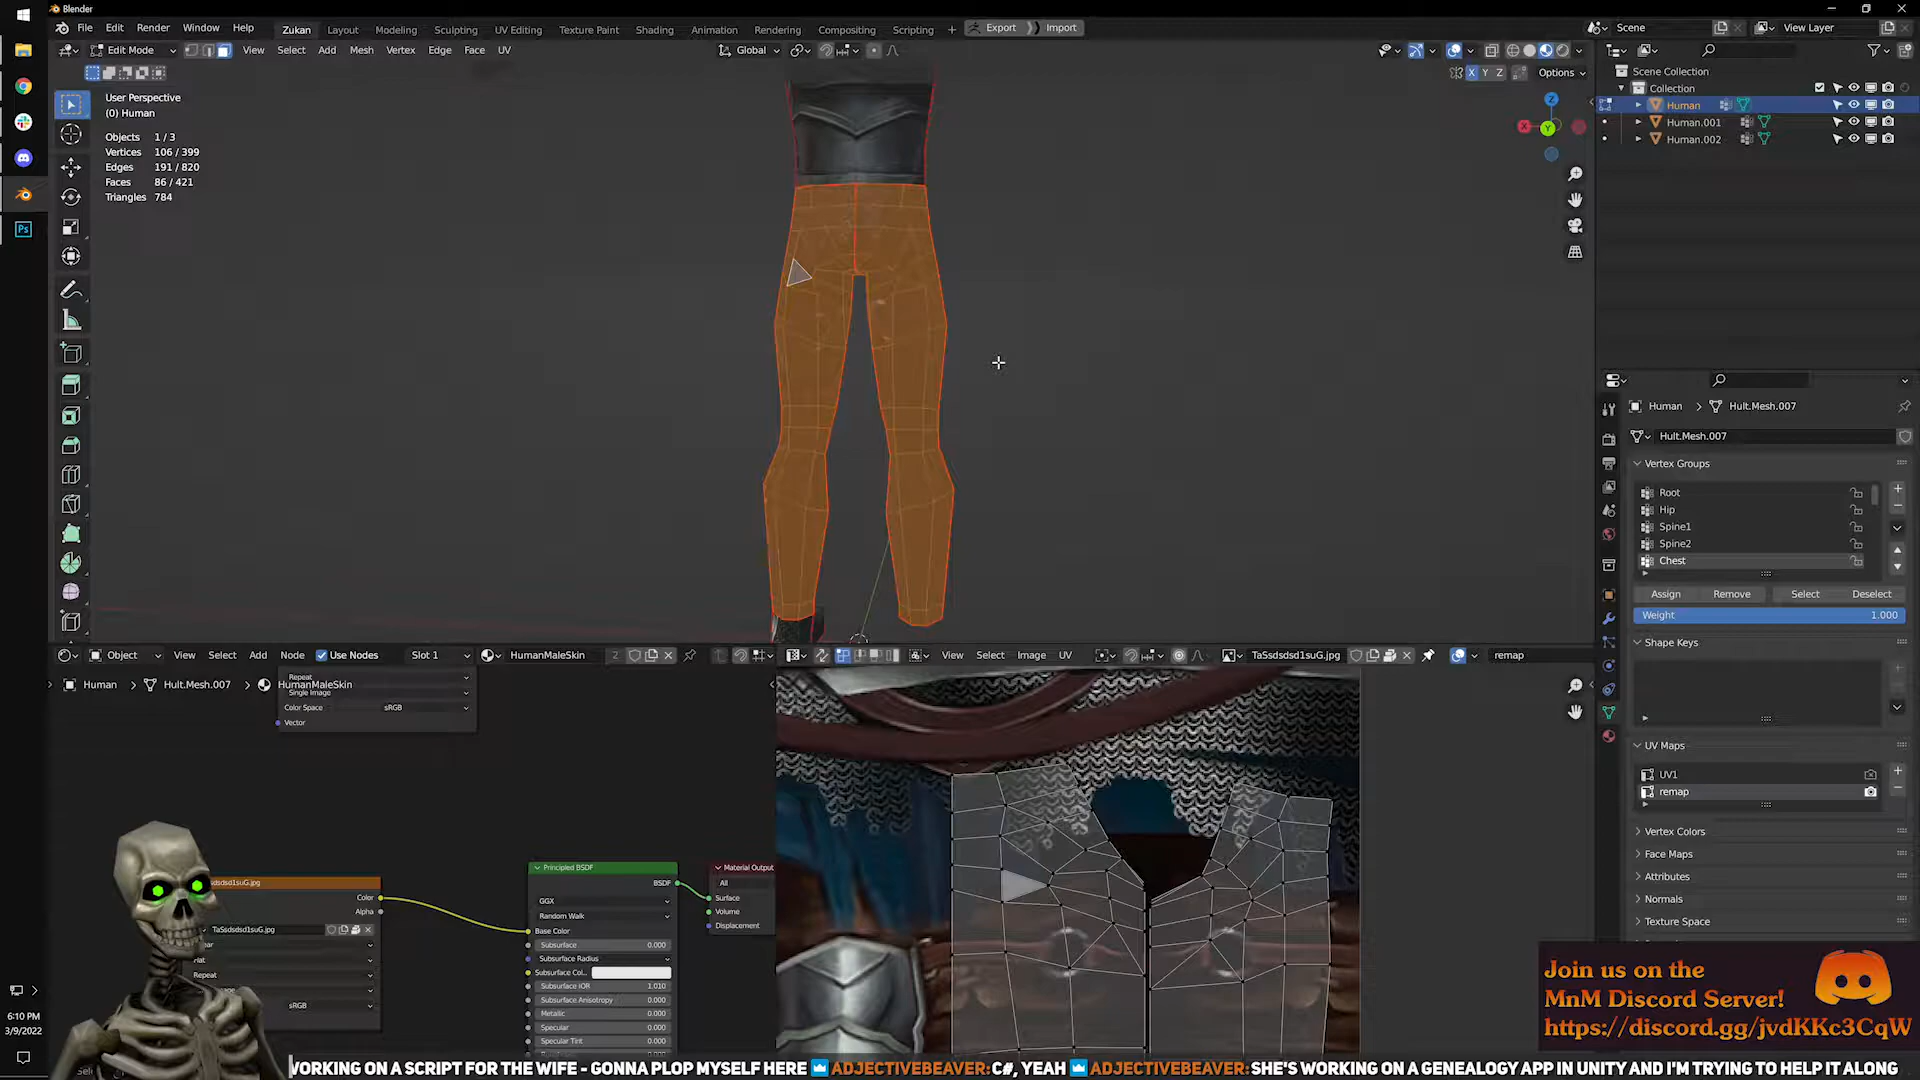 Blender
File Edit Render Window Help
Zukan Layout Modeling Sculpting UV Editing Texture Paint Shading Animation Rendering Compositing Scripting + Export Import
Scene View Layer
Edit Mode View Select Add Mesh Vertex Edge Face UV
Global
X Y Z Options
User Perspective
(0) Human
Objects 1 / 3
Vertices 106 / 399
Edges 191 / 820
Faces 86 / 421
Triangles 784
Z
X
Y
Scene Collection
Collection
Human
Human.001
Human.002
Human > Hult.Mesh.007
Hult.Mesh.007
Vertex Groups
Root
Hip
Spine1
Spine2
Chest
Assign Remove Select Deselect
Weight 1.000
Shape Keys
UV Maps
UV1
remap
Vertex Colors
Face Maps
Attributes
Normals
Texture Space
Object View Select Add Node Use Nodes Slot 1 HumanMaleSkin 2
Human > Hult.Mesh.007 > HumanMaleSkin
Repeat
Single Image
Color Space sRGB
Vector
sdsdsd1suG.jpg
Color
Alpha
TaSsdsdsd1suG.jpg
Repeat
sRGB
Principled BSDF
BSDF
GGX
Random Walk
Base Color
Subsurface 0.000
Subsurface Radius
Subsurface Col..
Subsurface IOR 1.010
Subsurface Anisotropy 0.000
Metallic 0.000
Specular 0.000
Specular Tint 0.000
Material Output
All
Surface
Volume
Displacement
View Select Image UV TaSsdsdsd1suG.jpg remap
Ps
6:10 PM
3/9/2022
Join us on the
MnM Discord Server!
https://discord.gg/jvdKKc3CqW
WORKING ON A SCRIPT FOR THE WIFE - GONNA PLOP MYSELF HERE ADJECTIVEBEAVER: C#, YEAH ADJECTIVEBEAVER: SHE'S WORKING ON A GENEALOGY APP IN UNITY AND I'M TRYING TO HELP IT ALONG